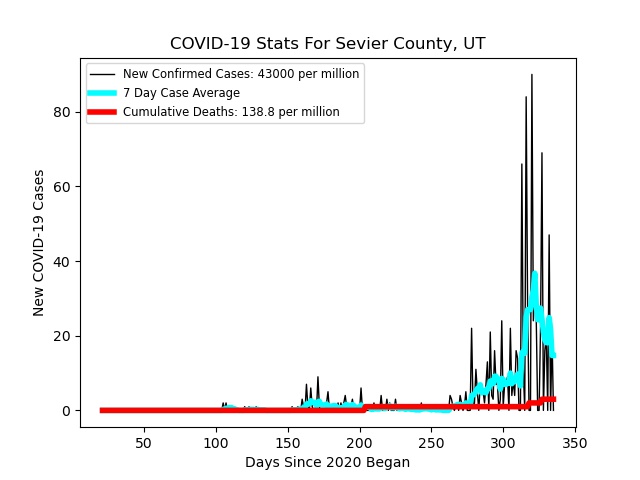 COVID-19 Stats For Sevier County, UT
New Confirmed Cases: 43000 per million
7 Day Case Average
Cumulative Deaths: 138.8 per million
New COVID-19 Cases
80
60
40
20
0
50 100 150 200 250 300 350
Days Since 2020 Began